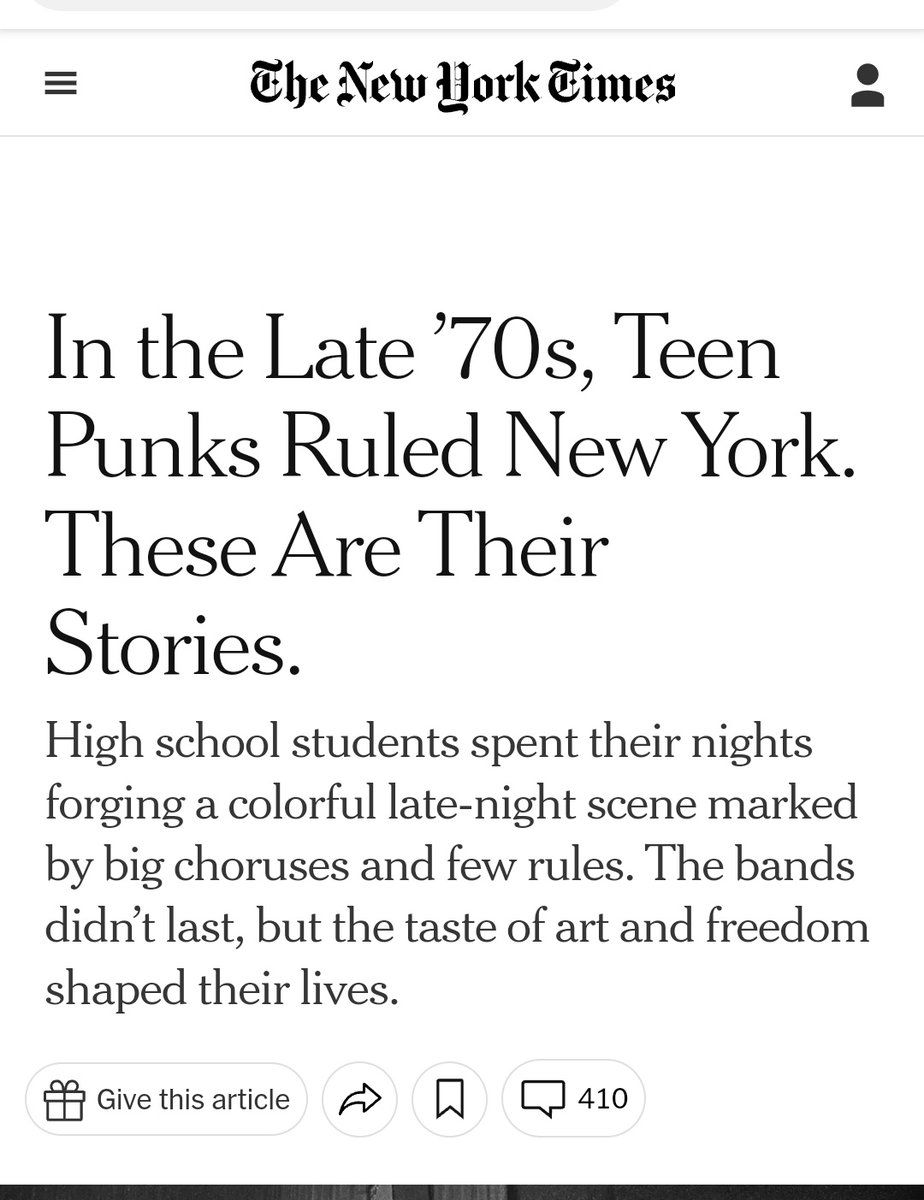 The New York Times
In the Late ’70s, Teen
Punks Ruled New York.
These Are Their
Stories.
High school students spent their nights
forging a colorful late-night scene marked
by big choruses and few rules. The bands
didn’t last, but the taste of art and freedom
shaped their lives.
Give this article
410